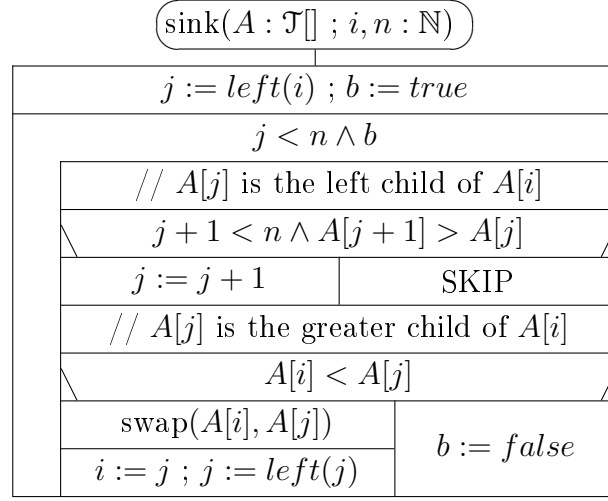 sink(A : 𝒯[] ; i, n : ℕ)
j := left(i) ; b := true
j < n ∧ b
// A[j] is the left child of A[i]
j + 1 < n ∧ A[j + 1] > A[j]
j := j + 1
SKIP
// A[j] is the greater child of A[i]
A[i] < A[j]
swap(A[i], A[j])
b := false
i := j ; j := left(j)